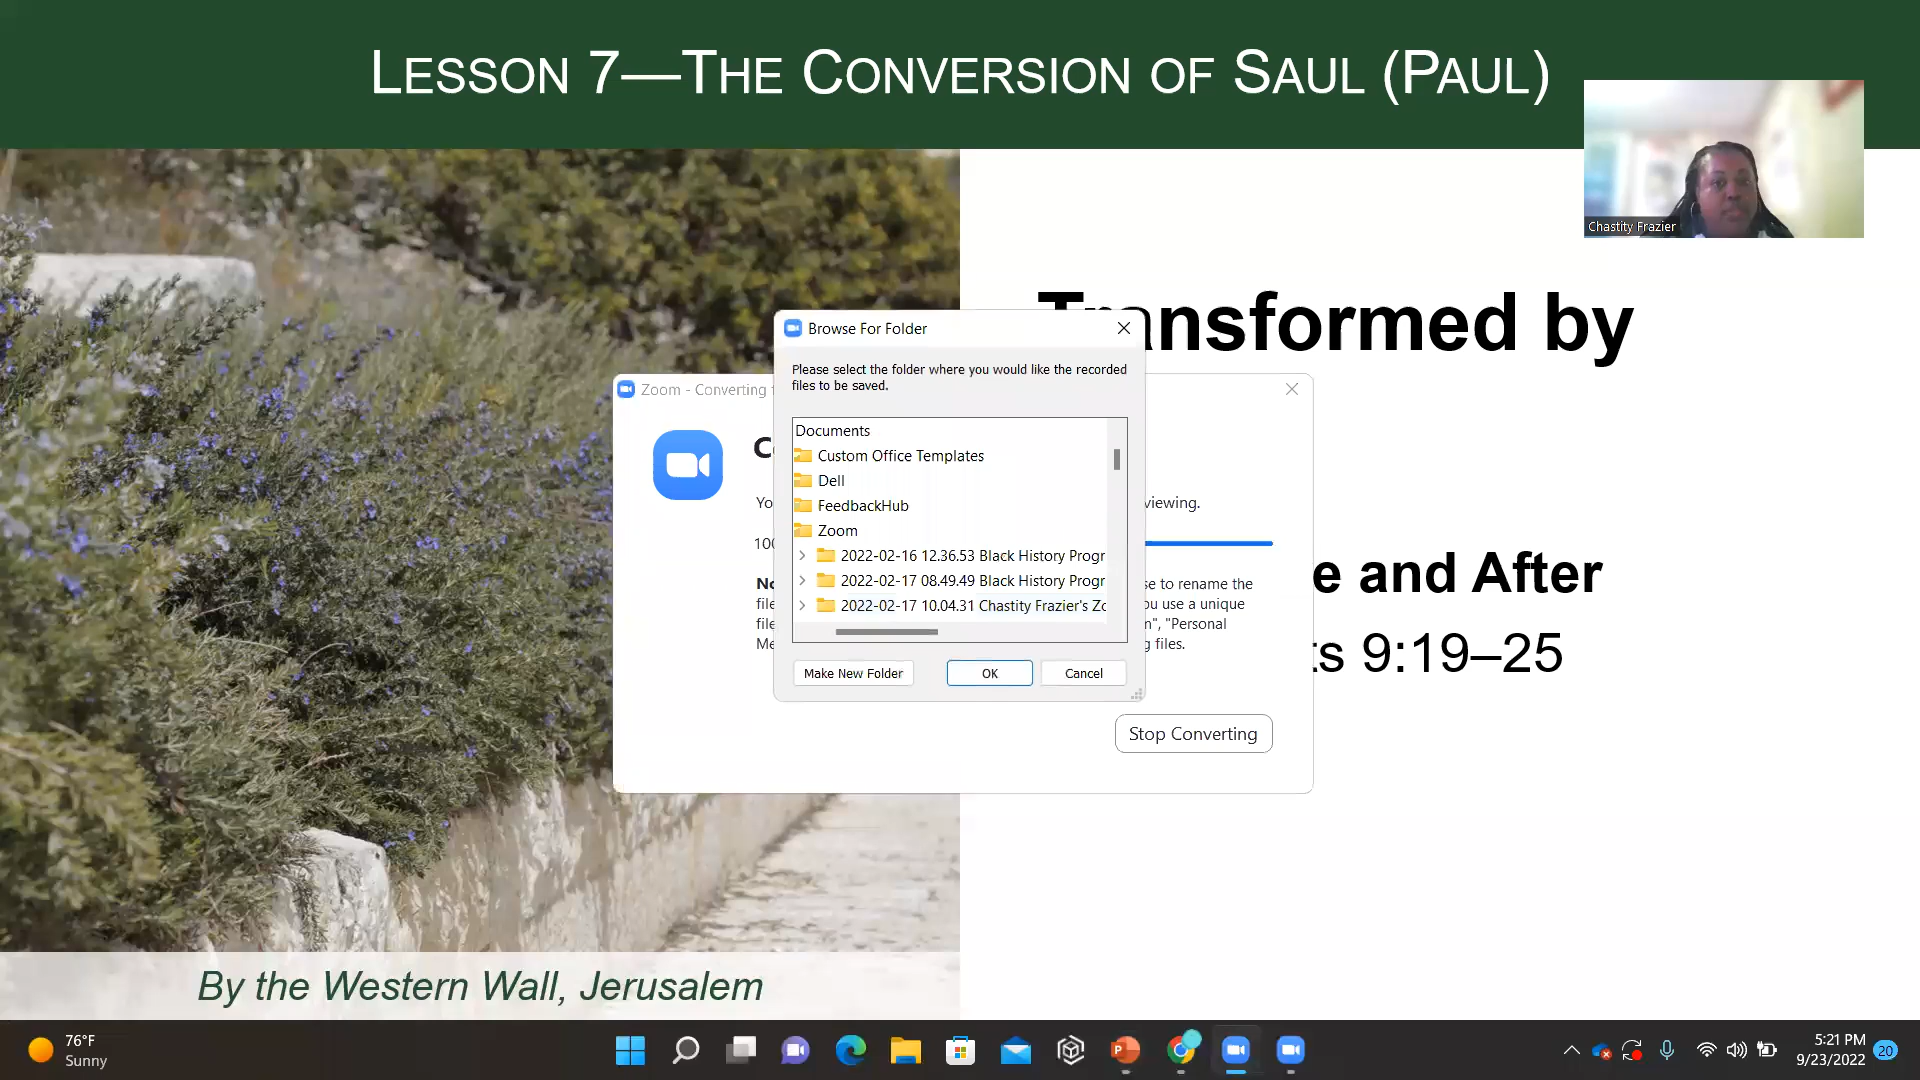 LESSON 7—THE CONVERSION OF SAUL (PAUL)
Chastity Frazier
Transformed by
Browse For Folder
Please select the folder where you would like the recorded
files to be saved.
Zoom - Converting
Documents
Custom Office Templates
Dell
FeedbackHub
Zoom
2022-02-16 12.36.53 Black History Progr
2022-02-17 08.49.49 Black History Progr
2022-02-17 10.04.31 Chastity Frazier's Zo
Make New Folder
OK
Cancel
viewing.
se to rename the
use a unique
"Personal
files.
e and After
9:19–25
Stop Converting
By the Western Wall, Jerusalem
76°F
Sunny
5:21 PM
9/23/2022
20